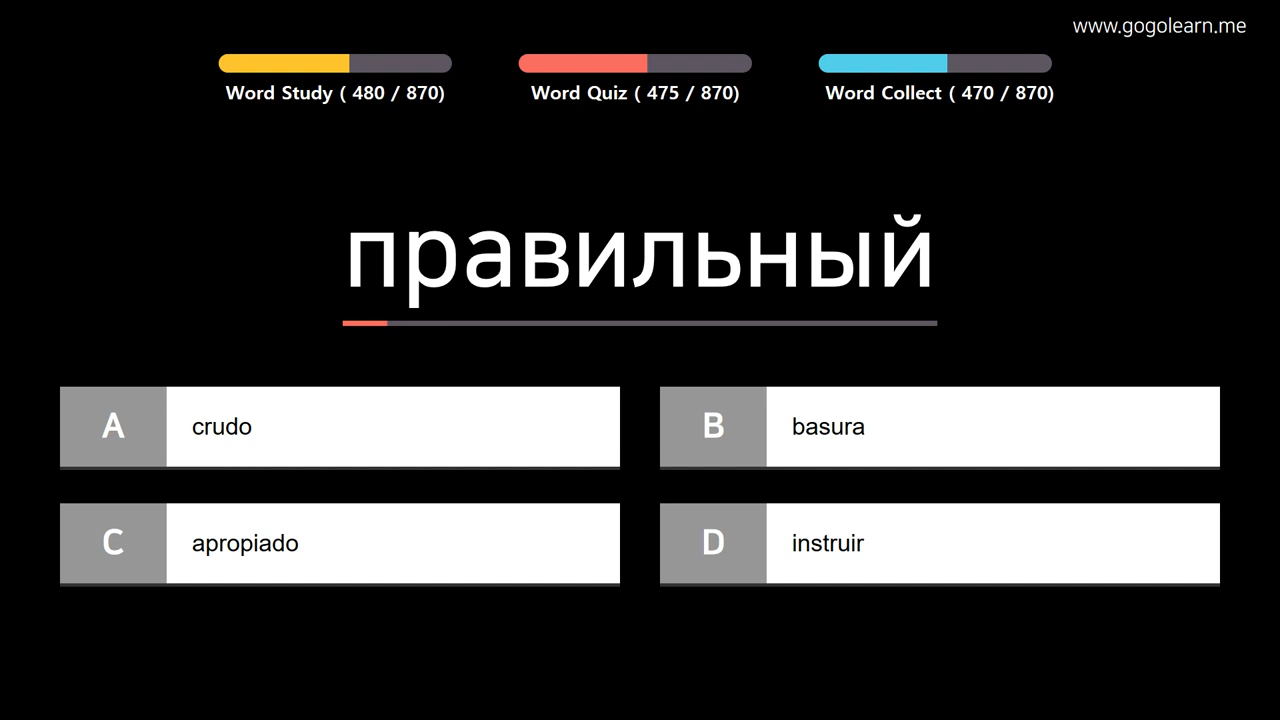 www.gogolearn.me
Word Study ( 480 / 870)
Word Quiz ( 475 / 870)
Word Collect ( 470 / 870)
правильный
A crudo
B basura
C apropiado
D instruir